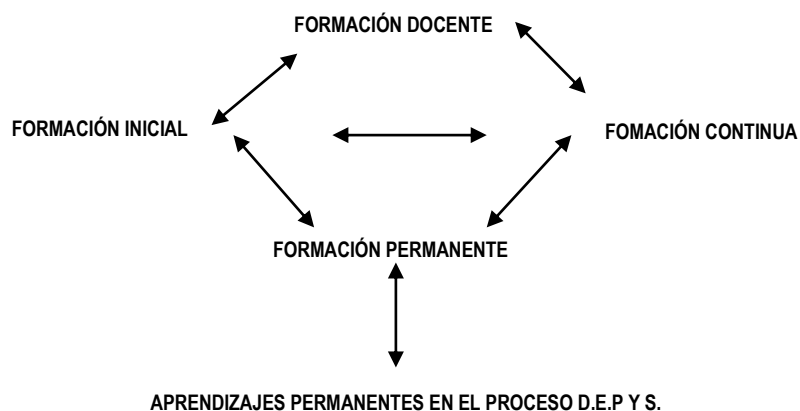 FORMACIÓN DOCENTE
FORMACIÓN INICIAL
FOMACIÓN CONTINUA
FORMACIÓN PERMANENTE
APRENDIZAJES PERMANENTES EN EL PROCESO D.E.P Y S.